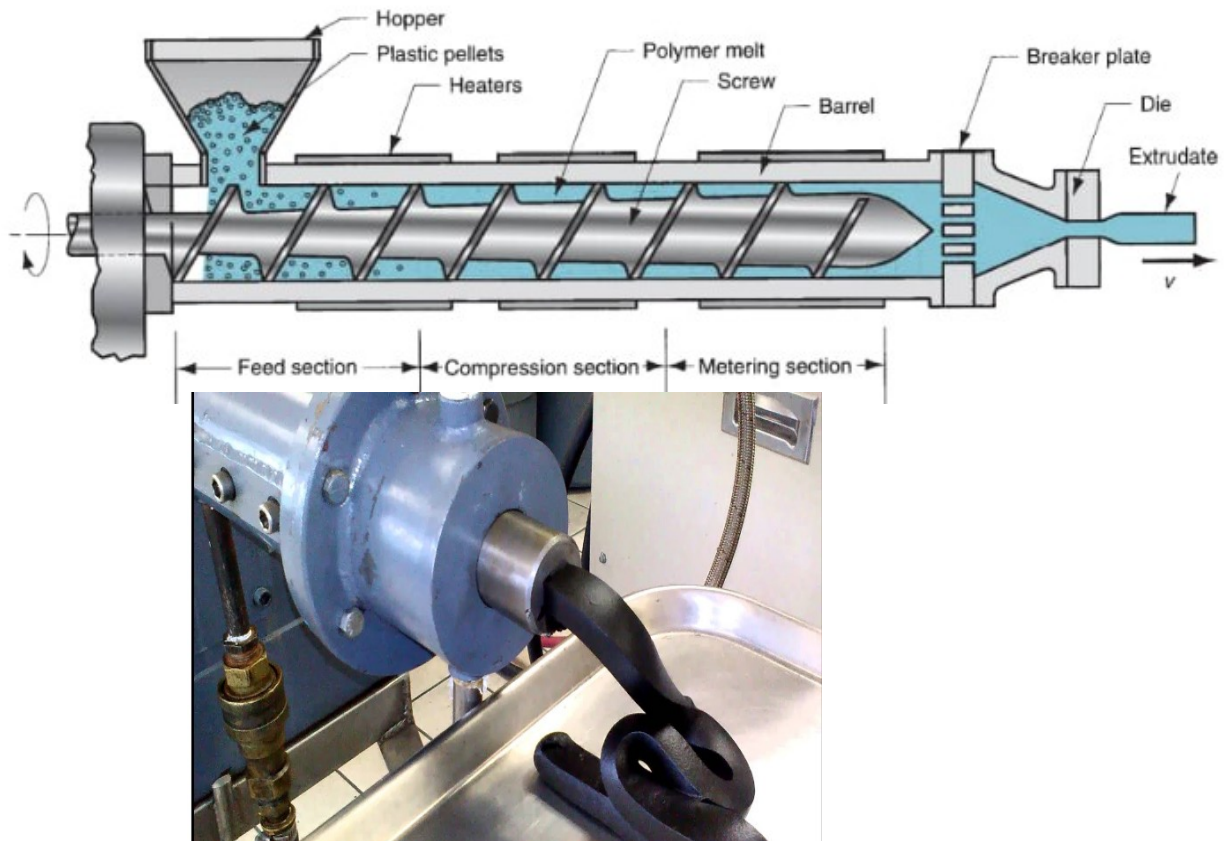 Hopper
Plastic pellets
Heaters
Polymer melt
Screw
Barrel
Breaker plate
Die
Extrudate
v
Feed section
Compression section
Metering section